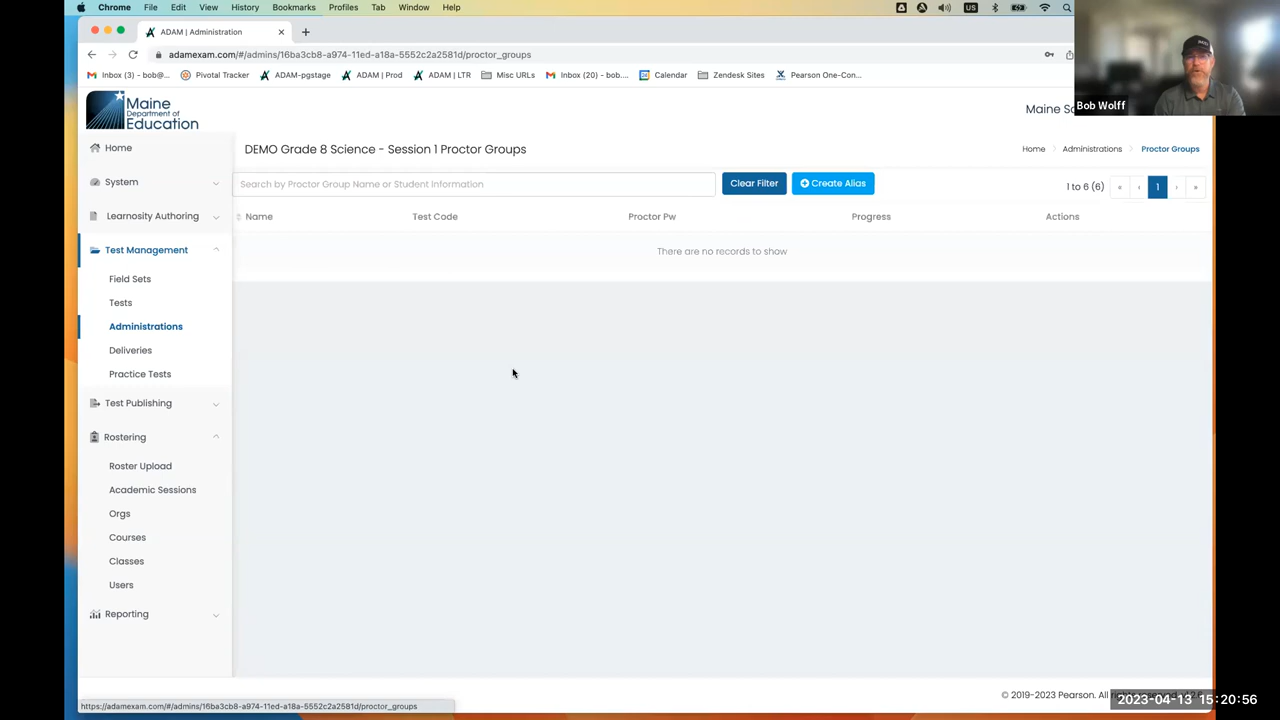 Chrome File Edit View History Bookmarks Profiles Tab Window Help US
ADAM | Administration
adamexam.com/#/admins/16ba3cb8-a974-11ed-a18a-5552c2a2581d/proctor_groups
Inbox (3) - bob@... Pivotal Tracker ADAM-pgstage ADAM | Prod ADAM | LTR Misc URLs Inbox (20) - bob.... Calendar Zendesk Sites Pearson One-Con...
Bob Wolff
Maine
Department of
Education
Maine Sc
Home
DEMO Grade 8 Science - Session 1 Proctor Groups
Home Administrations Proctor Groups
System
Search by Proctor Group Name or Student Information
Clear Filter
Create Alias
1 to 6 (6) « ‹ 1 › »
Learnosity Authoring
Name Test Code Proctor Pw Progress Actions
Test Management
There are no records to show
Field Sets
Tests
Administrations
Deliveries
Practice Tests
Test Publishing
Rostering
Roster Upload
Academic Sessions
Orgs
Courses
Classes
Users
Reporting
© 2019-2023 Pearson. All
https://adamexam.com/#/admins/16ba3cb8-a974-11ed-a18a-5552c2a2581d/proctor_groups
2023-04-13 15:20:56